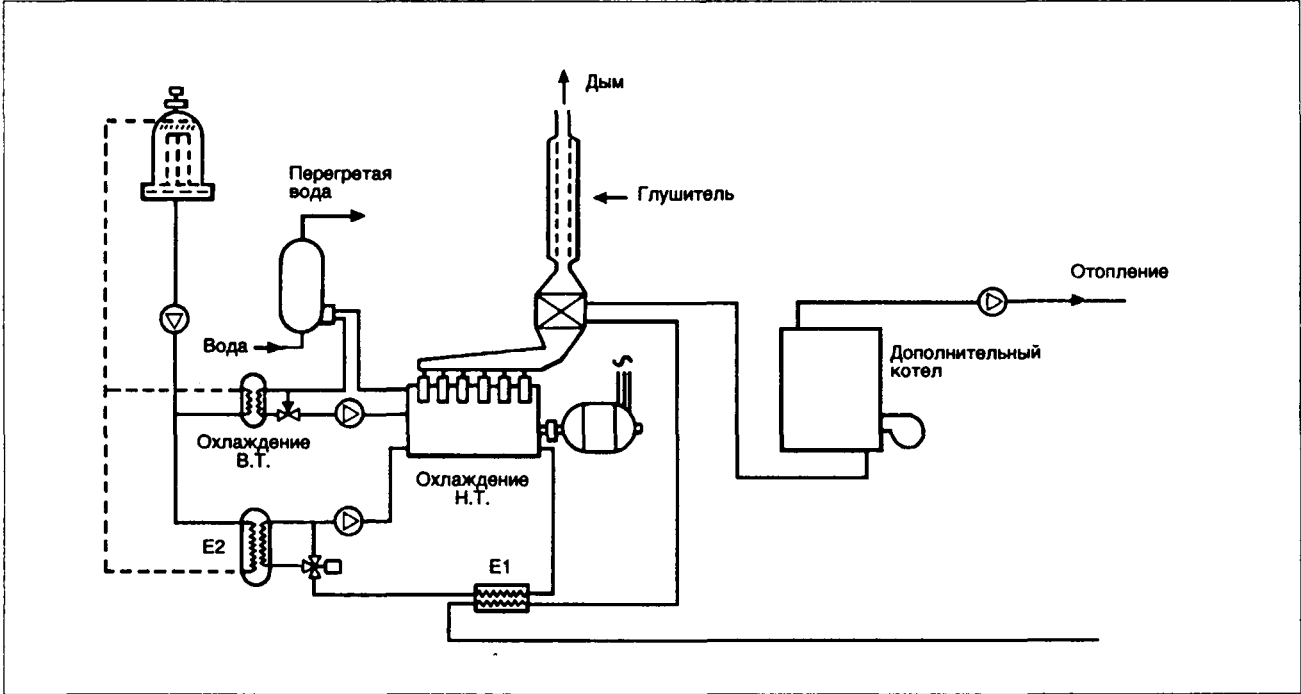 Дым
Перегретая
вода
Глушитель
Отопление
Вода
Дополнительный
котел
Охлаждение
В.Т.
Охлаждение
Н.Т.
E2
E1